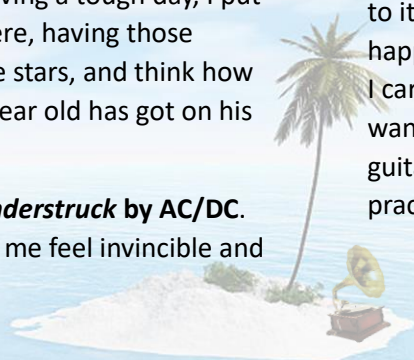 ving a tough day, I put
ere, having those
e stars, and think how
ear old has got on his
nderstruck by AC/DC.
me feel invincible and
to it
happ
I can
wan
guita
prac